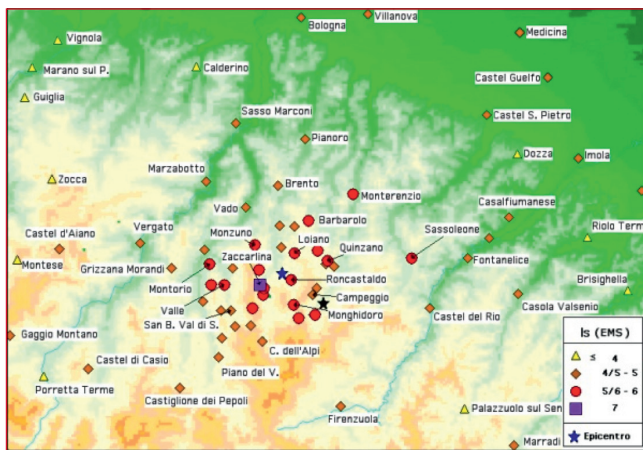 Villanova
Bologna
Vignola
Medicina
Marano sul P.
Calderino
Castel Guelfo
Guiglia
Sasso Marconi
Castel S. Pietro
Pianoro
Dozza
Imola
Marzabotto
Zocca
Brento
Monterenzio
Vado
Barbarolo
Casalfiumanese
Castel d'Aiano
Vergato
Monzuno
Loiano
Sassoleone
Riolo Term
Zaccarlina
Quinzano
Montese
Grizzana Morandi
Fontanelice
Montorio
Roncastaldo
Brisighella
Valle
Campeggio
Castel del Rio
Casola Valsenio
San B. Val di S.
Monghidoro
Gaggio Montano
C. dell'Alpi
Castel di Casio
Piano del V.
Porretta Terme
Castiglione dei Pepoli
Firenzuola
Palazzuolo sul Sen
Marradi
Is (EMS)
≤ 4
4/5 - 5
5/6 - 6
7
Epicentro